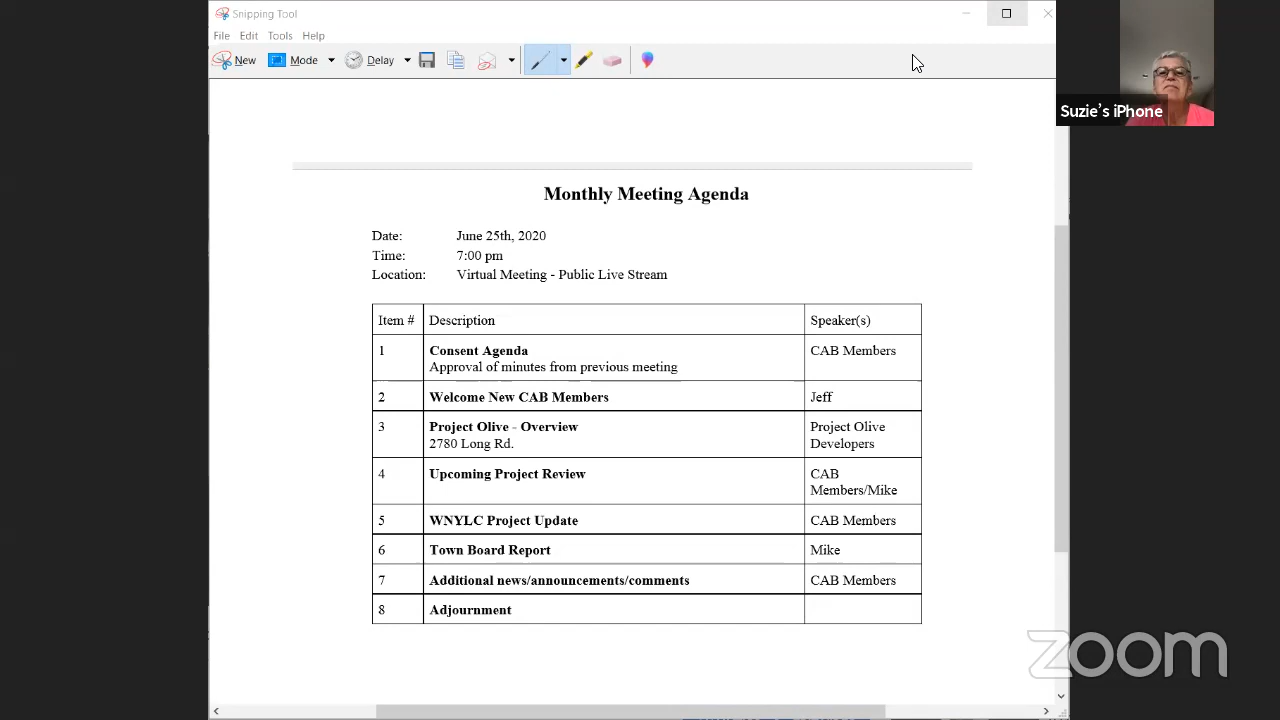 Snipping Tool
File Edit Tools Help
New Mode Delay
Suzie's iPhone
Monthly Meeting Agenda
Date: June 25th, 2020
Time: 7:00 pm
Location: Virtual Meeting - Public Live Stream
Item # Description Speaker(s)
1 Consent Agenda CAB Members
Approval of minutes from previous meeting
2 Welcome New CAB Members Jeff
3 Project Olive - Overview Project Olive
2780 Long Rd. Developers
4 Upcoming Project Review CAB
Members/Mike
5 WNYLC Project Update CAB Members
6 Town Board Report Mike
7 Additional news/announcements/comments CAB Members
8 Adjournment
zoom